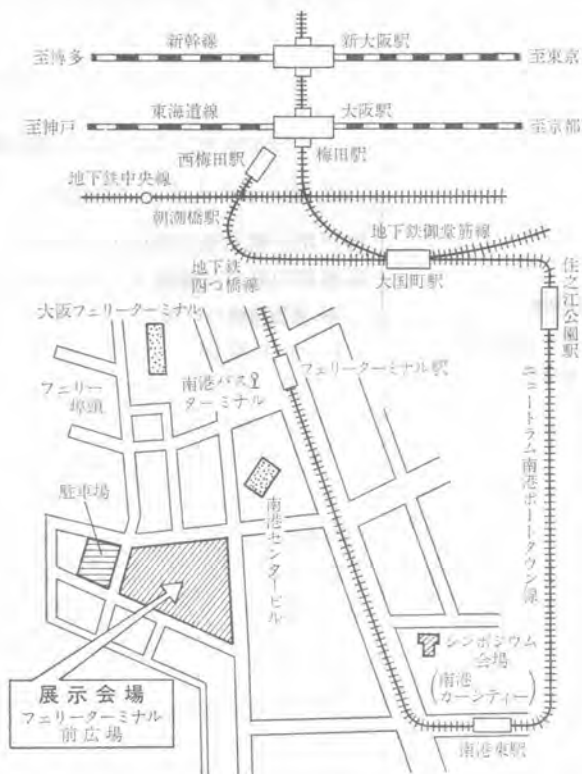 新幹線
新大阪駅
至博多
至東京
東海道線
大阪駅
至神戸
至京都
西梅田駅
梅田駅
地下鉄中央線
朝潮橋駅
地下鉄御堂筋線
地下鉄
四つ橋線
大国町駅
住之江公園駅
大阪フェリーターミナル
フェリーターミナル駅
フェリー
埠頭
南港バス
ターミナル
ニュートラム南港ポートタウン線
駐車場
南港センタービル
シンポジウム
会場
(南港
カーシティー)
展示会場
フェリーターミナル
前広場
南港東駅